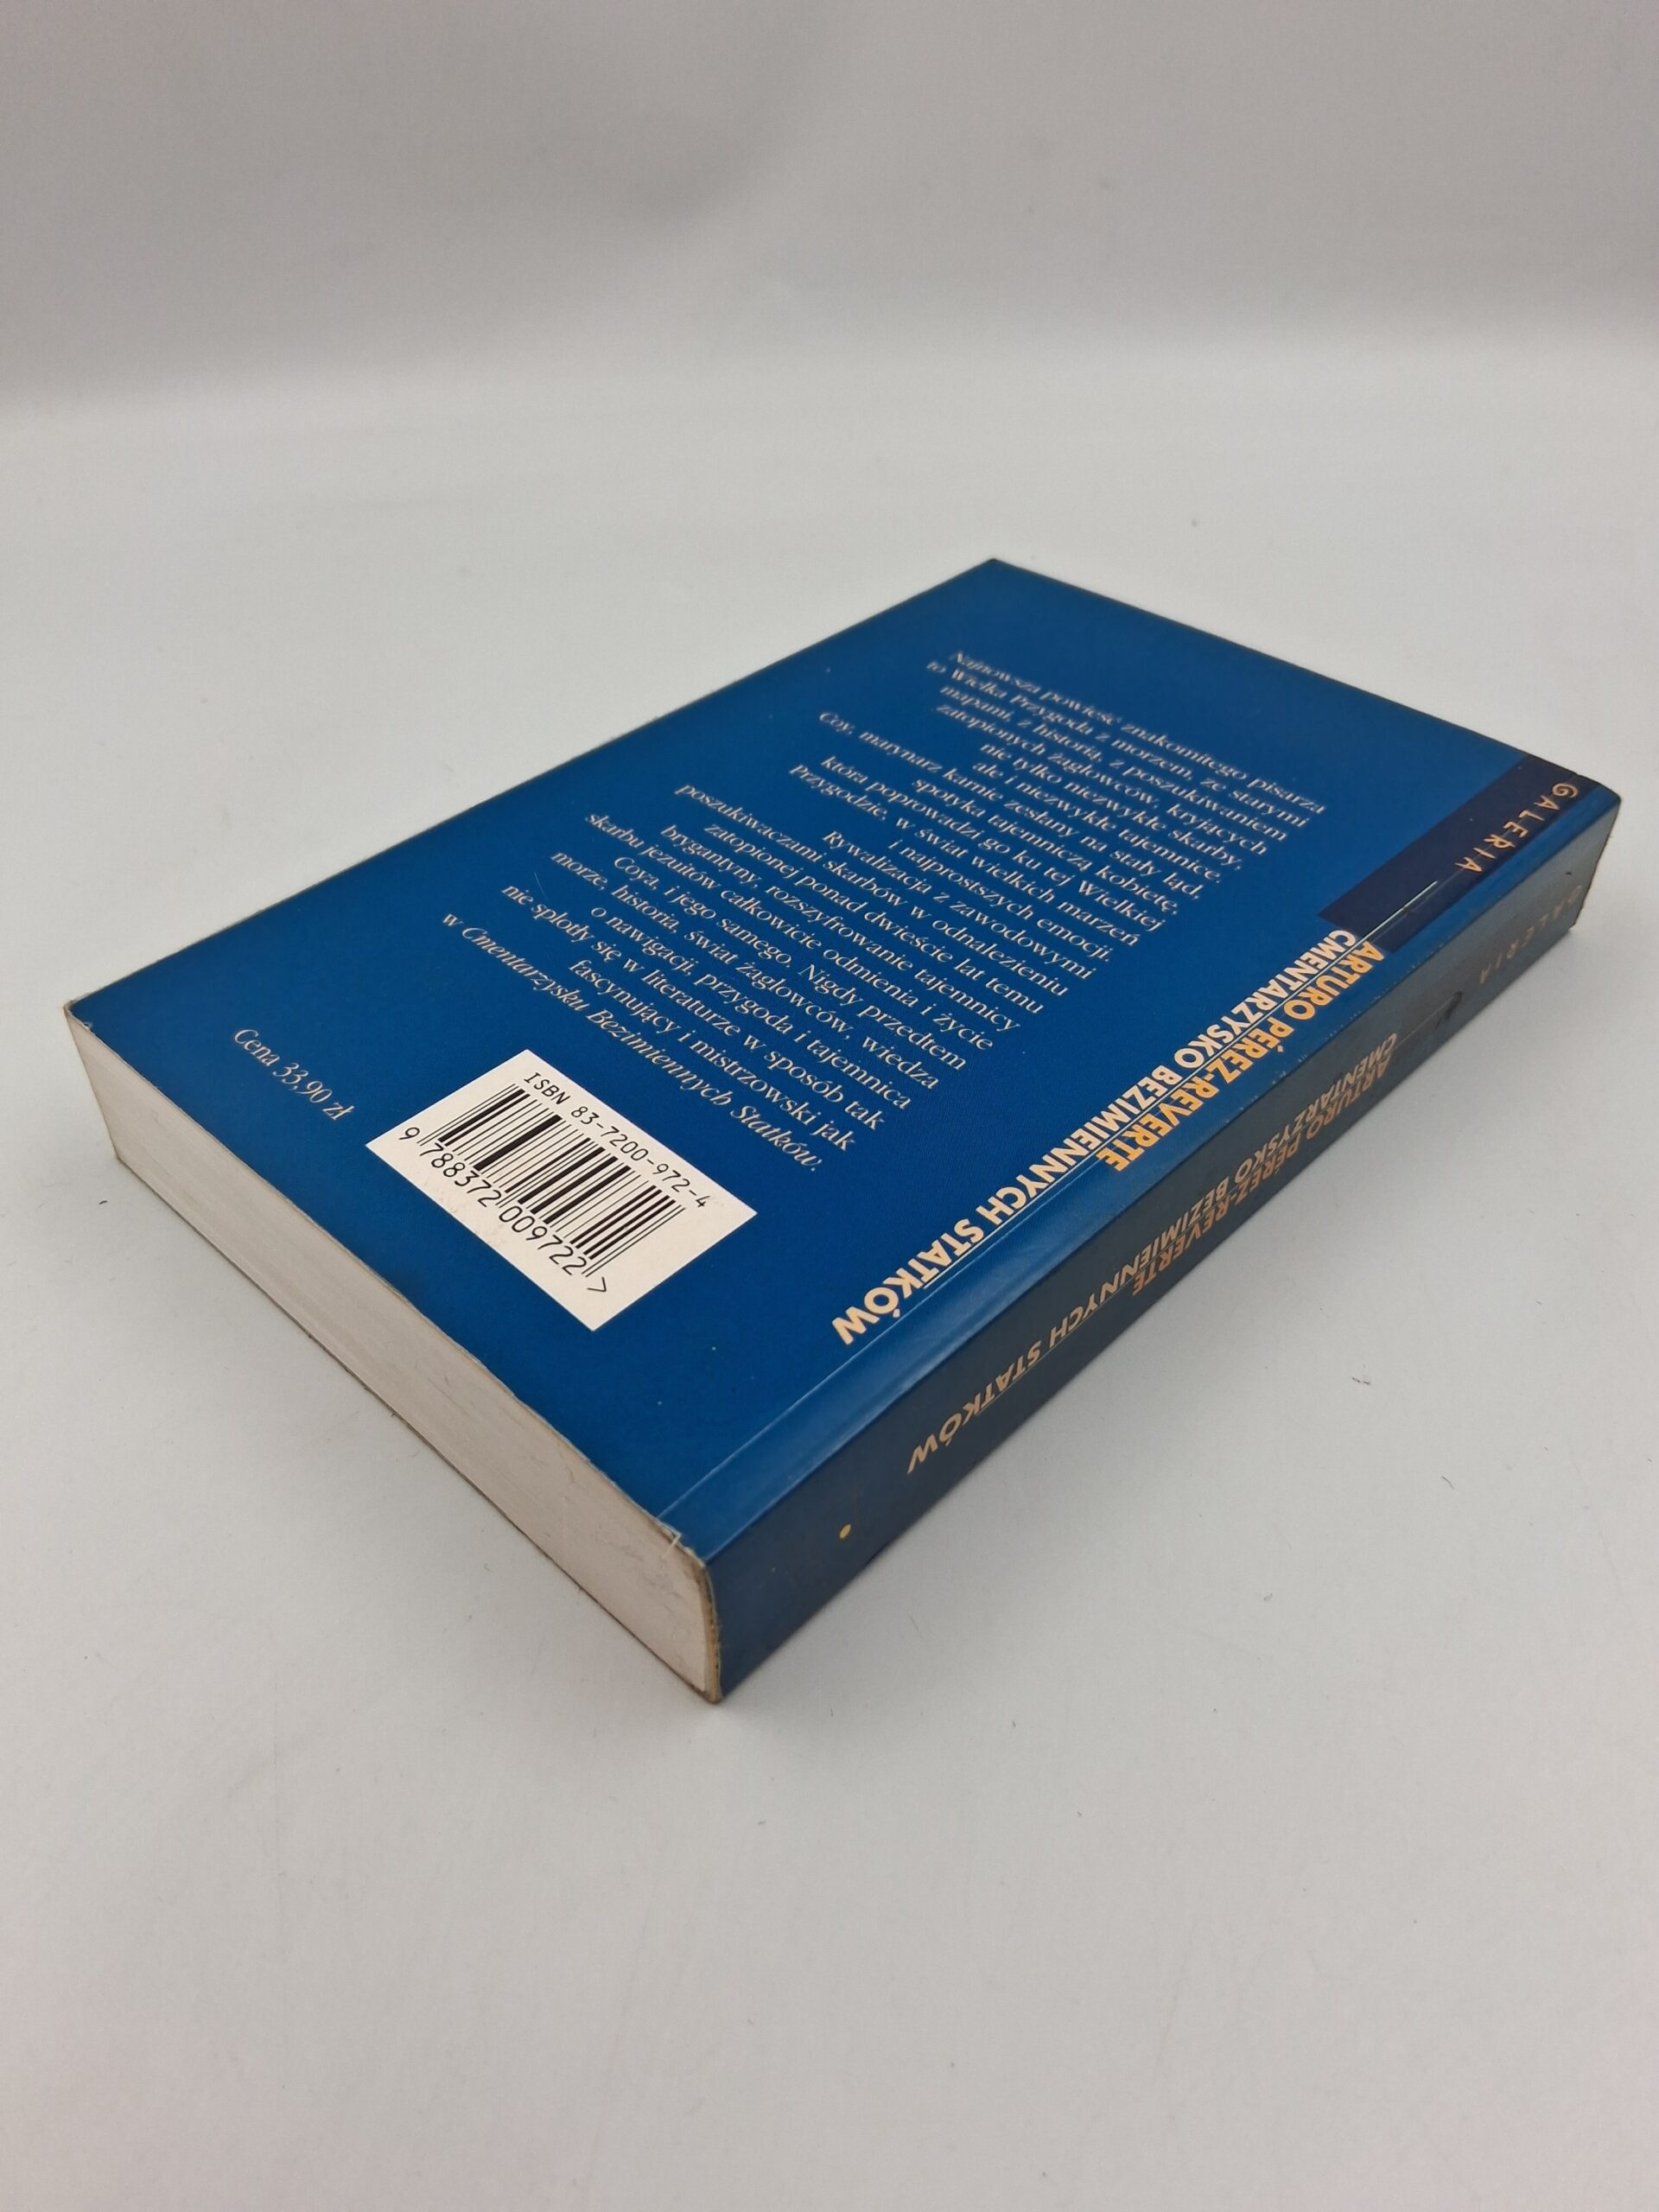 GALERIA
ARTURO PÉREZ-REVERTE
CMENTARZYSKO BEZIMIENNYCH STATKÓW
Najnowsza powieść znakomitego pisarza
to Wielka Przygoda z morzem, ze starymi
mapami, z historią, z poszukiwaniem
zatopionych żaglowców, kryjących
nie tylko niezwykłe skarby,
ale i niezwykłe tajemnice.
Coy, marynarz karnie zesłany na stały ląd,
spotyka tajemniczą kobietę,
która poprowadzi go ku tej Wielkiej
Przygodzie, w świat wielkich marzeń
i najprostszych emocji.
Rywalizacja z zawodowymi
poszukiwaczami skarbów w odnalezieniu
zatopionej ponad dwieście lat temu
brygantyny, rozszyfrowanie tajemnicy
skarbu jezuitów całkowicie odmienia i życie
Coya, i jego samego. Nigdy przedtem
morze, historia, świat żaglowców, wiedza
o nawigacji, przygoda i tajemnica
nie splotły się w literaturze w sposób tak
fascynujący i mistrzowski jak
w Cmentarzysku Bezimiennych Statków.
ISBN 83-7200-972-4
9 788372 009722 >
Cena 33,90 zł
GALERIA
ARTURO PÉREZ-REVERTE
CMENTARZYSKO BEZIMIENNYCH STATKÓW